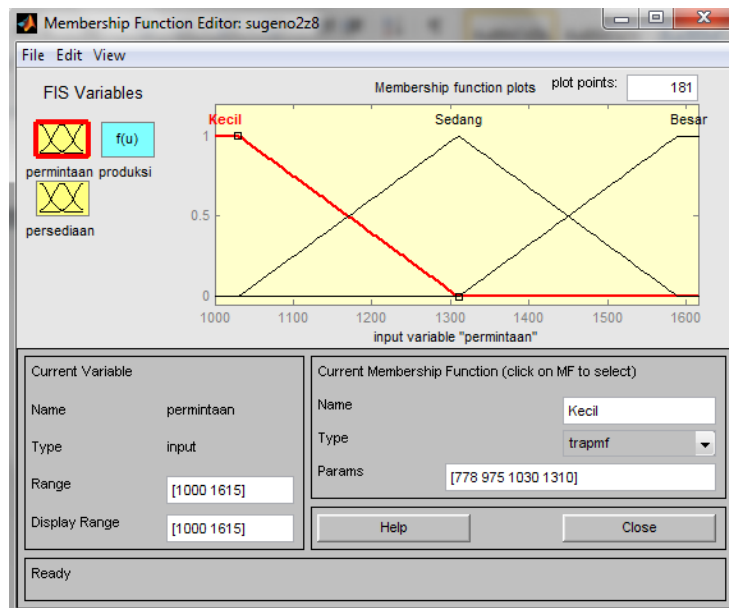 Membership Function Editor: sugeno2z8
File Edit View
FIS Variables
f(u)
permintaan produksi
persediaan
Membership function plots plot points: 181
Kecil Sedang Besar
1
0.5
0
1000 1100 1200 1300 1400 1500 1600
input variable "permintaan"
Current Variable
Name permintaan
Type input
Range [1000 1615]
Display Range [1000 1615]
Current Membership Function (click on MF to select)
Name Kecil
Type trapmf
Params [778 975 1030 1310]
Help Close
Ready